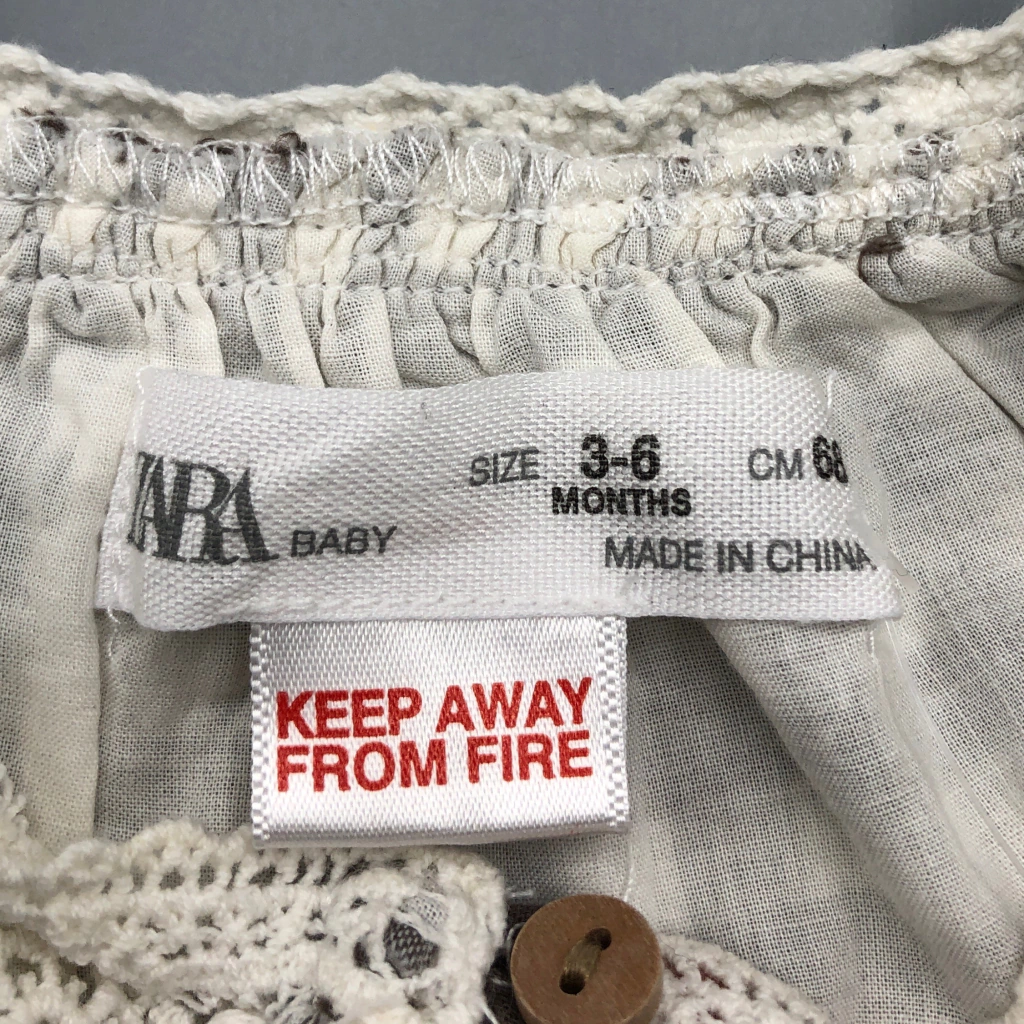 ZARA BABY
SIZE 3-6 CM 68
MONTHS
MADE IN CHINA
KEEP AWAY
FROM FIRE